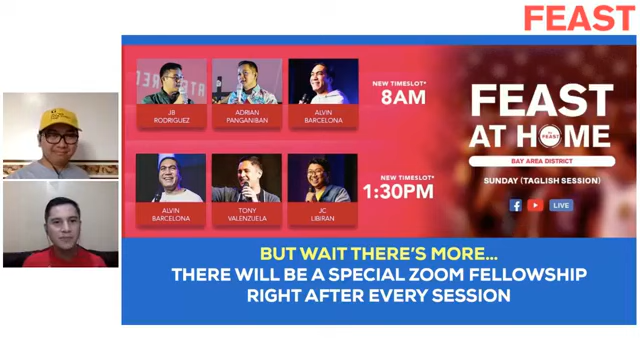 FEAST
JB
RODRIGUEZ
ADRIAN
PANGANIBAN
ALVIN
BARCELONA
NEW TIMESLOT*
8AM
ALVIN
BARCELONA
TONY
VALENZUELA
JC
LIBIRAN
NEW TIMESLOT*
1:30PM
FEAST
AT HOME
FEAST
BAY AREA DISTRICT
SUNDAY (TAGLISH SESSION)
LIVE
BUT WAIT THERE'S MORE...
THERE WILL BE A SPECIAL ZOOM FELLOWSHIP
RIGHT AFTER EVERY SESSION